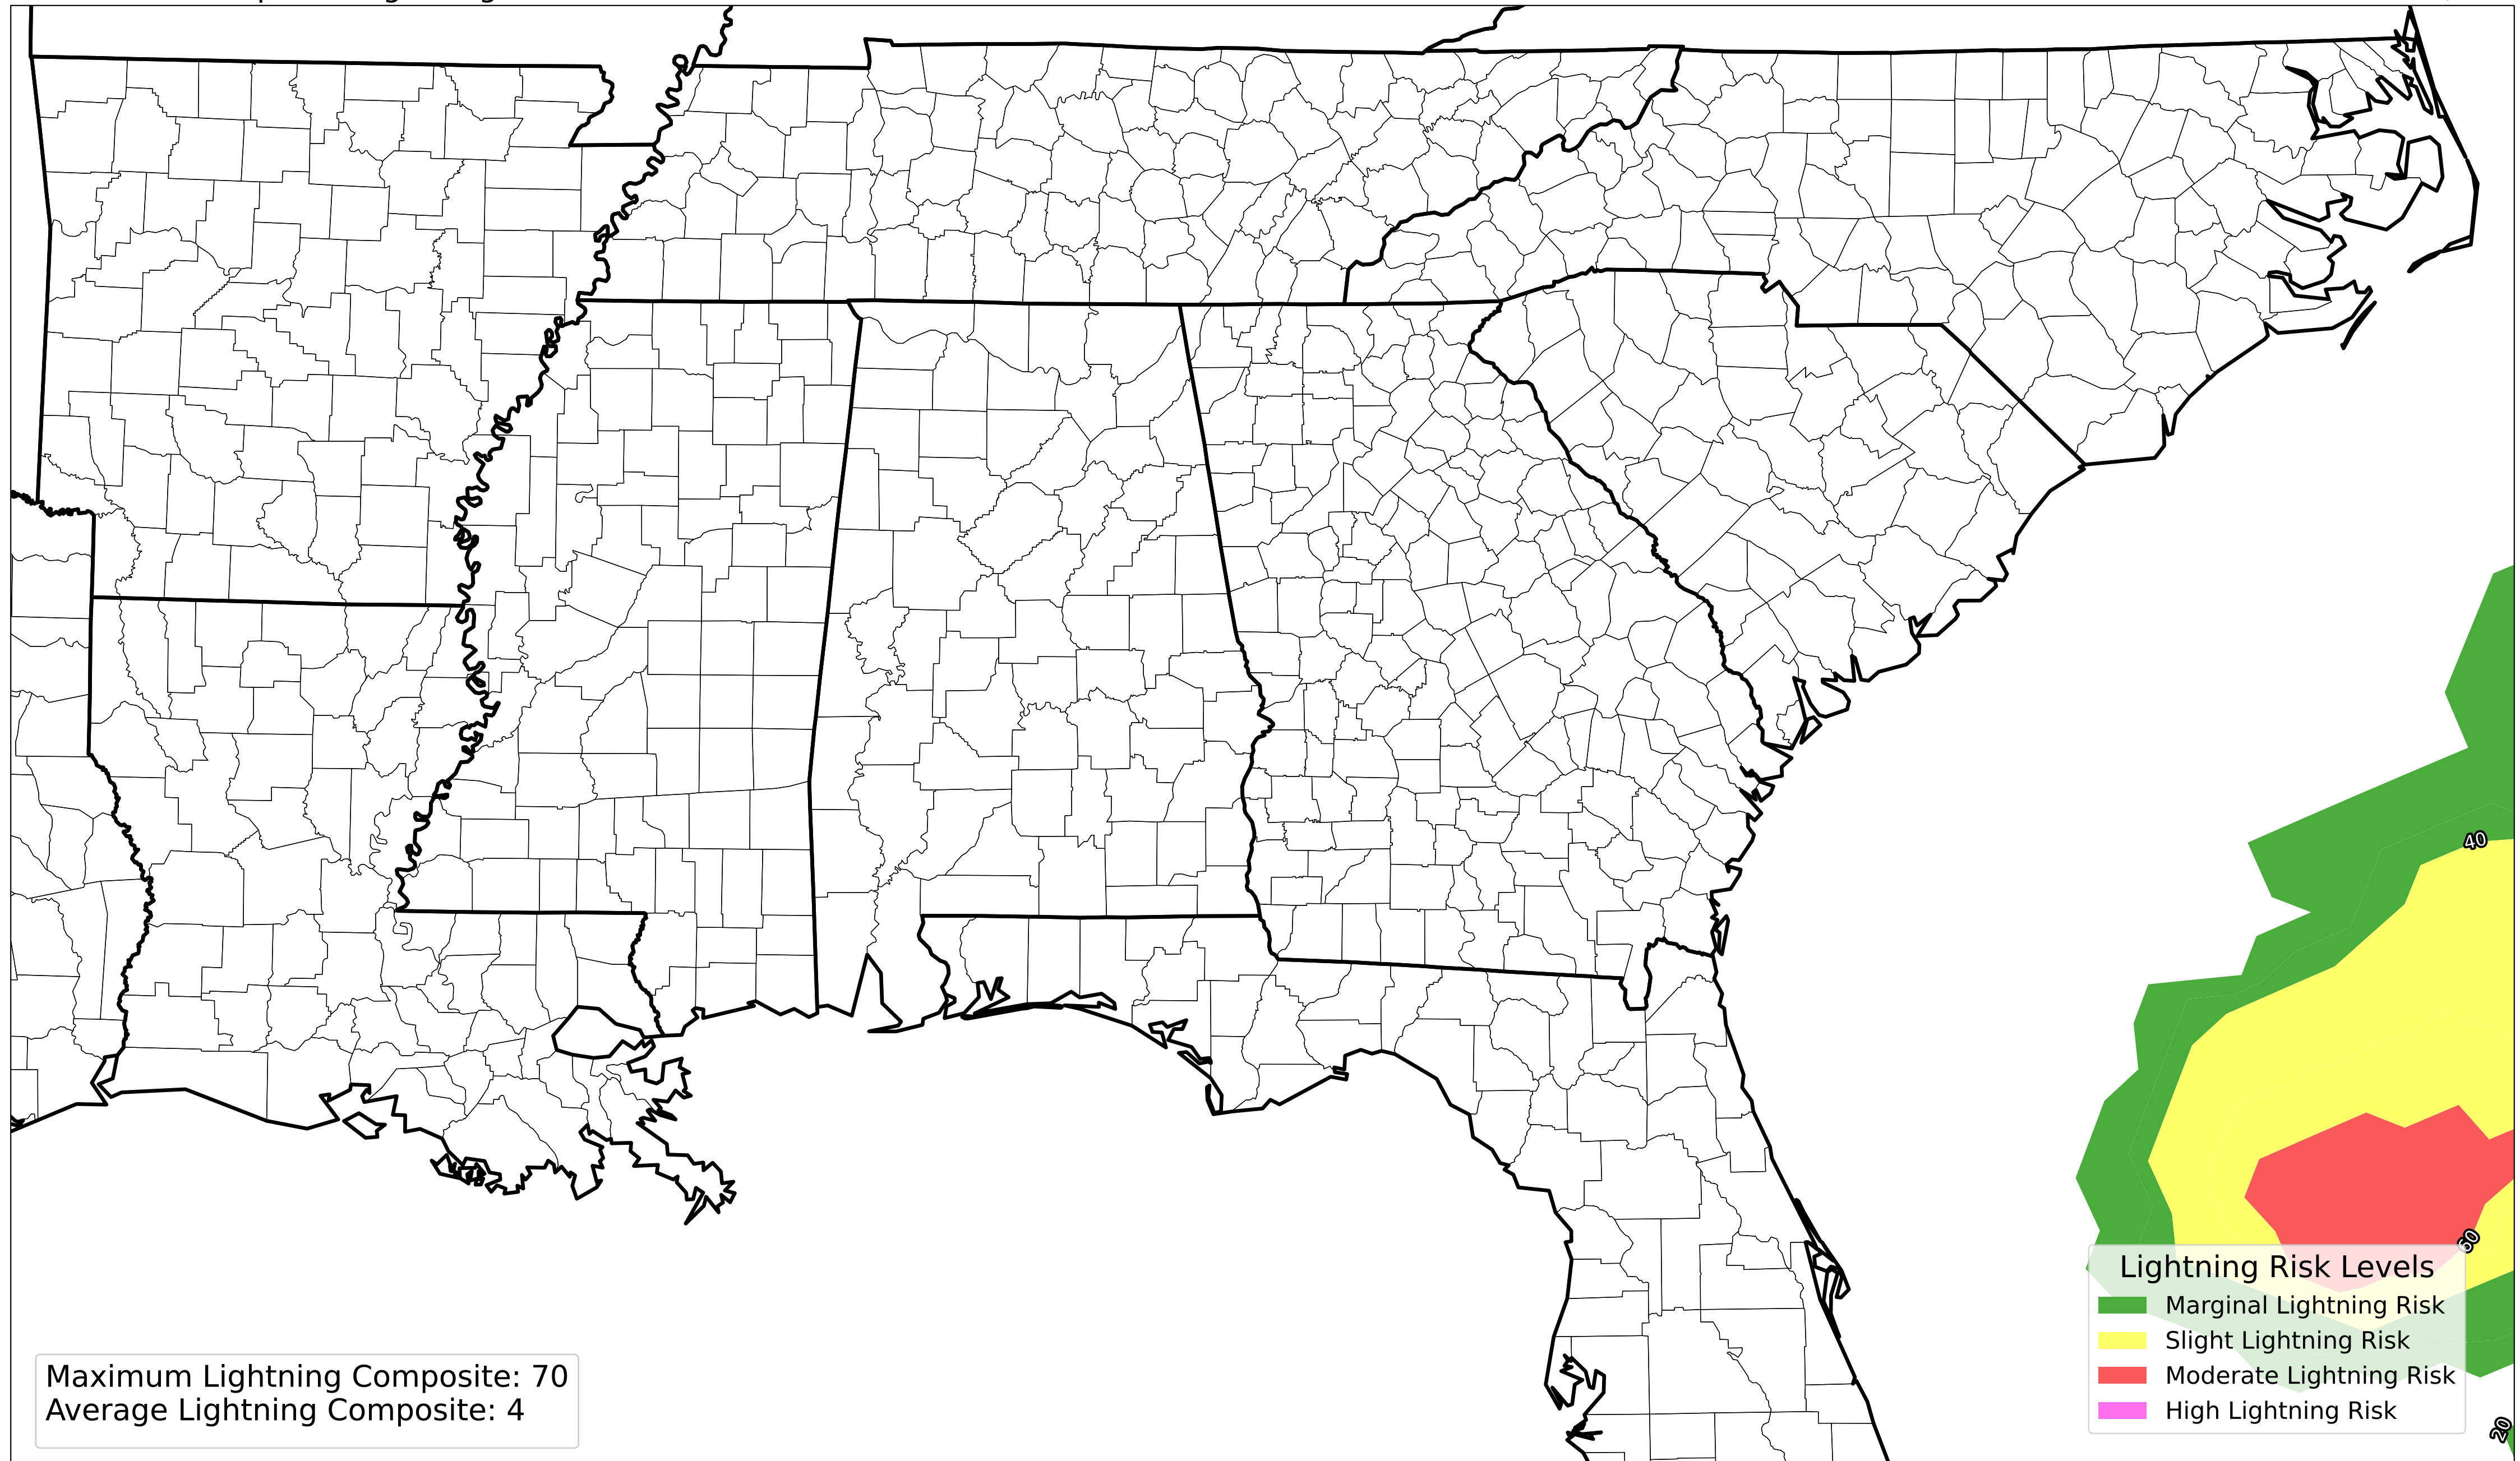 40
60
Lightning Risk Levels
Marginal Lightning Risk
Slight Lightning Risk
Moderate Lightning Risk
High Lightning Risk
Maximum Lightning Composite: 70
Average Lightning Composite: 4
20